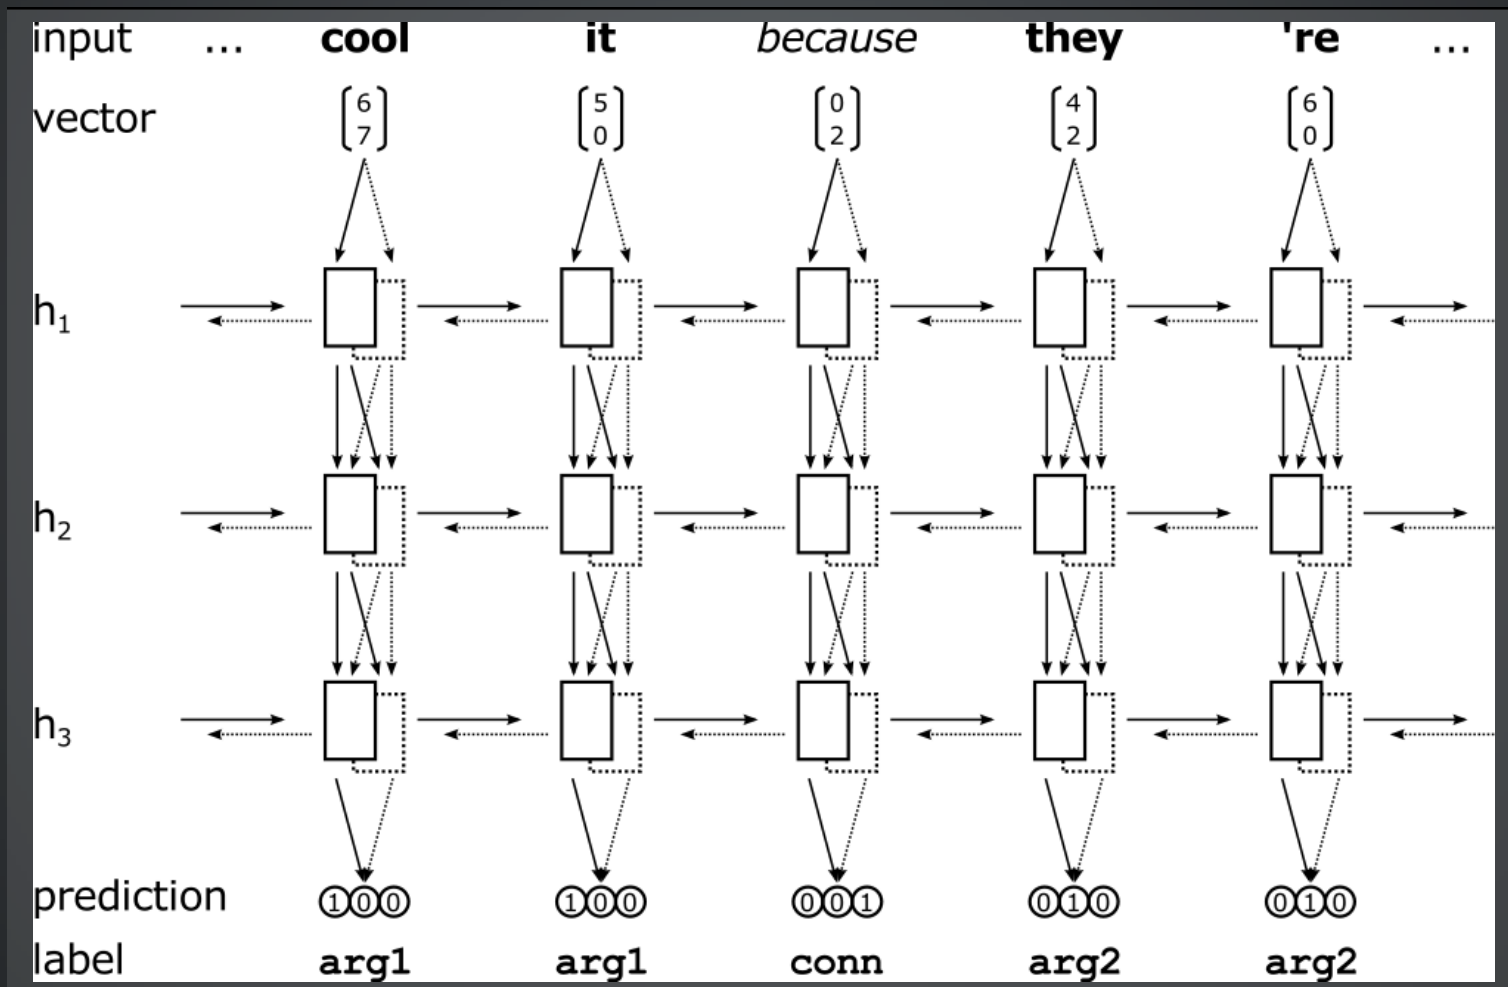 input ... cool it because they 're ...
vector 6 5 0 4 6
7 0 2 2 0
h1
h2
h3
prediction 100 100 001 010 010
label arg1 arg1 conn arg2 arg2